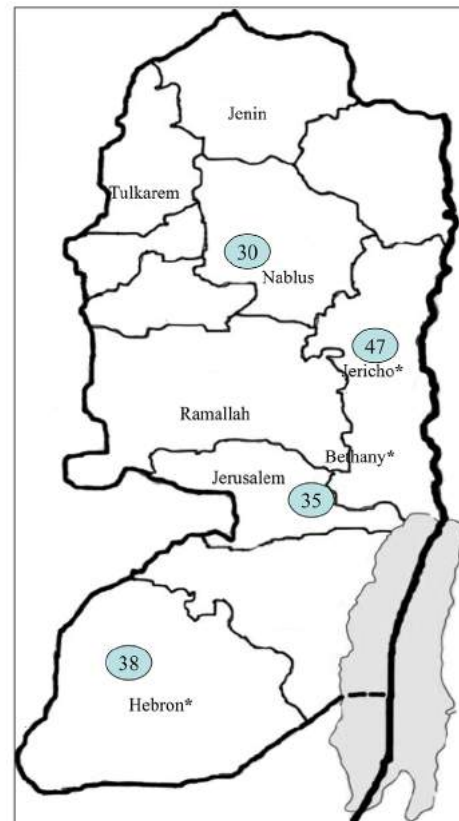 Jenin
Tulkarem
30
Nablus
47
Jericho*
Ramallah
Bethany*
Jerusalem
35
38
Hebron*